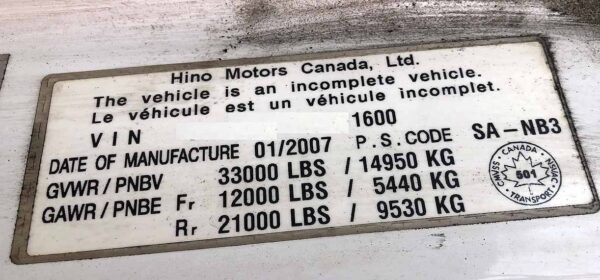 Hino Motors Canada, Ltd.
The vehicle is an incomplete vehicle.
Le véhicule est un véhicule incomplet.
VIN 1600
DATE OF MANUFACTURE 01/2007 P.S.CODE SA-NB3
GVWR / PNBV 33000 LBS / 14950 KG
GAWR / PNBE Fr 12000 LBS / 5440 KG
Rr 21000 LBS / 9530 KG
CANADA
CMVSS 501 NSVAC
TRANSPORT